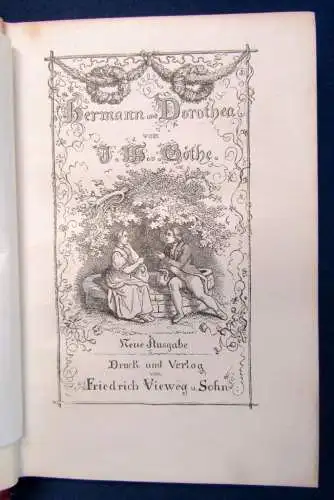 Hermann und Dorothea
von
J. W. v. Göthe.
Neue Ausgabe
Druck und Verlag
von
Friedrich Vieweg u. Sohn